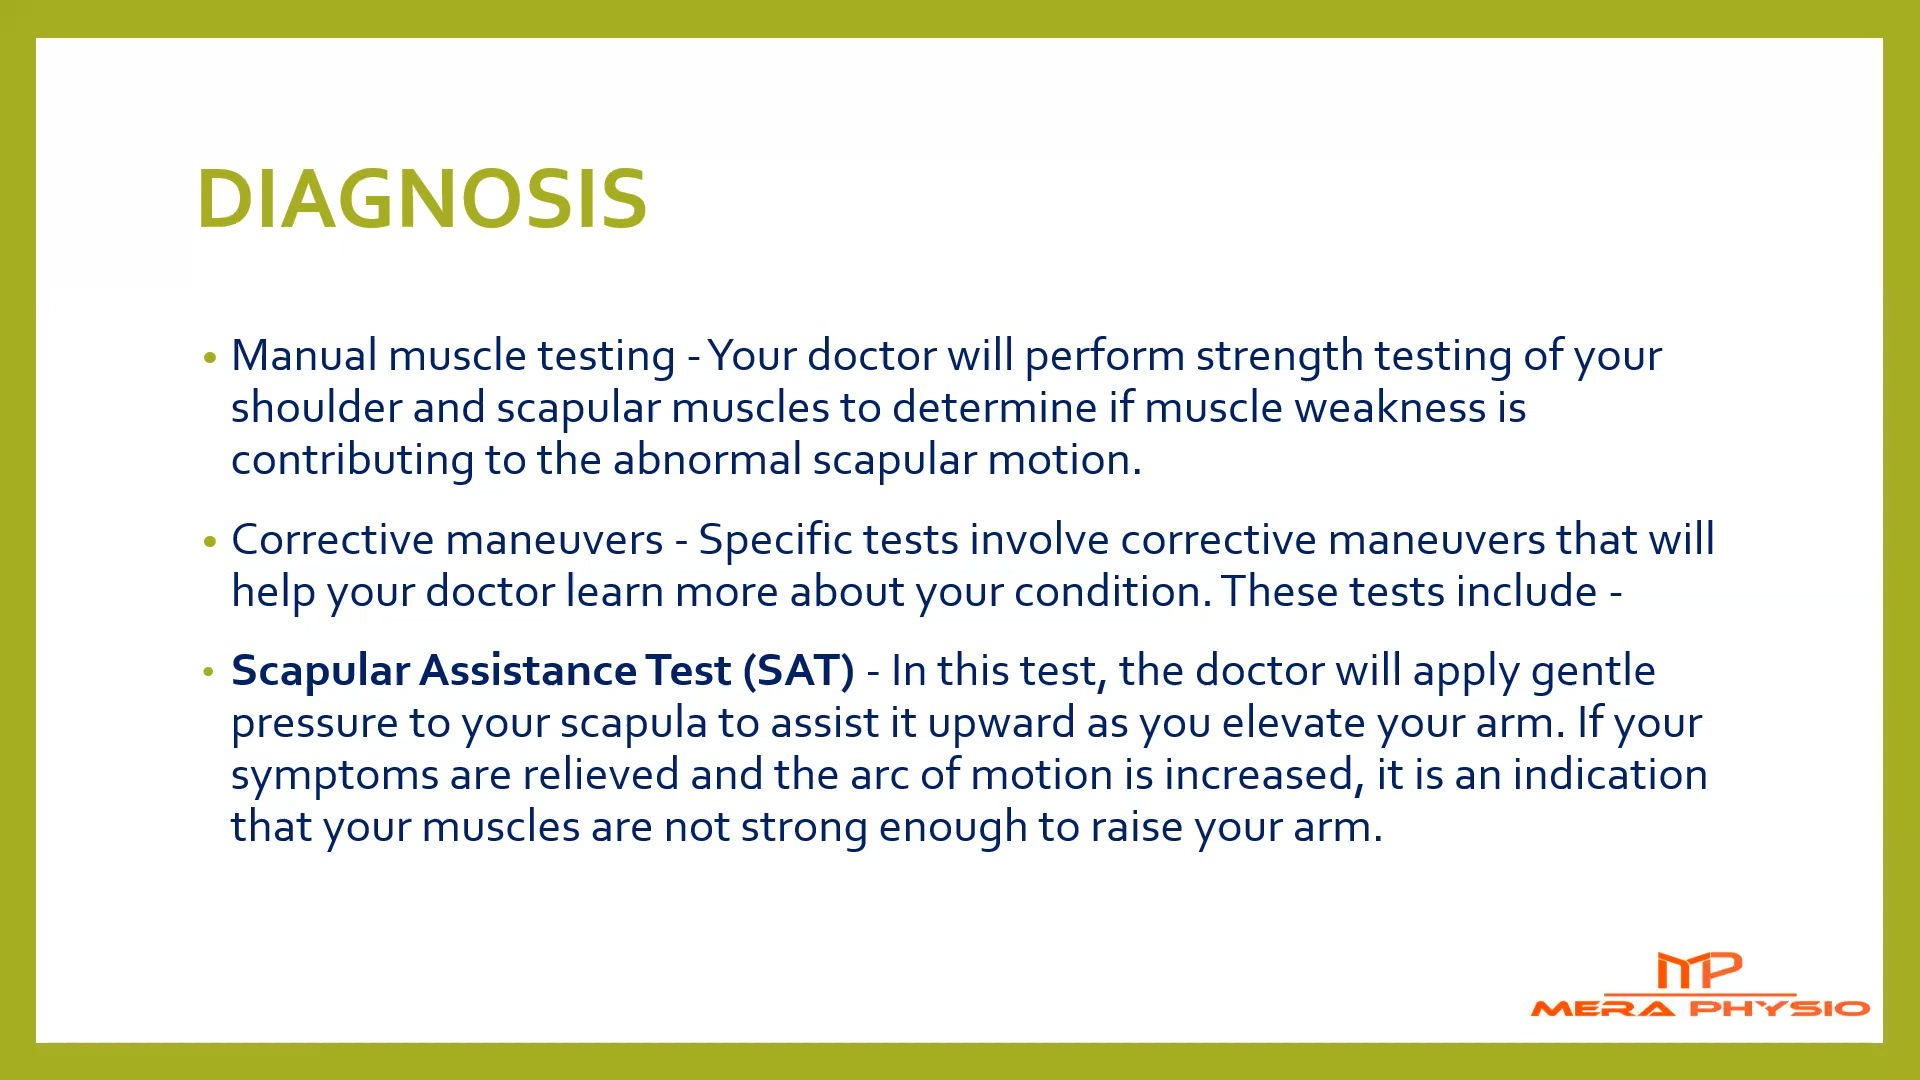 DIAGNOSIS
• Manual muscle testing - Your doctor will perform strength testing of your
shoulder and scapular muscles to determine if muscle weakness is
contributing to the abnormal scapular motion.
• Corrective maneuvers - Specific tests involve corrective maneuvers that will
help your doctor learn more about your condition. These tests include -
• Scapular Assistance Test (SAT) - In this test, the doctor will apply gentle
pressure to your scapula to assist it upward as you elevate your arm. If your
symptoms are relieved and the arc of motion is increased, it is an indication
that your muscles are not strong enough to raise your arm.
MP
MERA PHYSIO